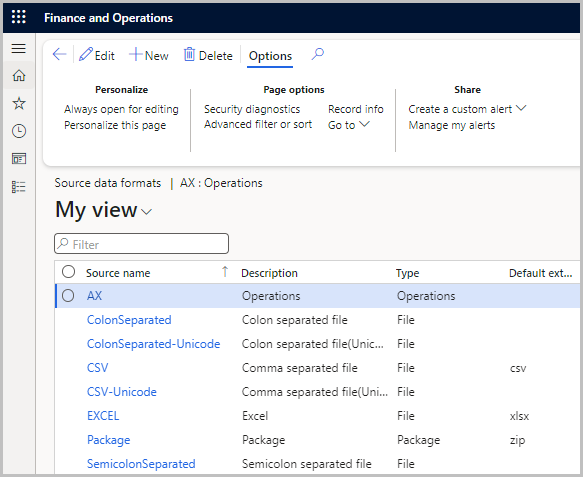 Finance and Operations
Edit New Delete Options
Personalize Page options Share
Always open for editing Security diagnostics Record info Create a custom alert
Personalize this page Advanced filter or sort Go to Manage my alerts
Source data formats | AX : Operations
My view
Filter
Source name Description Type Default ext...
AX Operations Operations
ColonSeparated Colon separated file File
ColonSeparated-Unicode Colon separated file(Unic... File
CSV Comma separated file File csv
CSV-Unicode Comma separated file(Uni... File
EXCEL Excel File xlsx
Package Package Package zip
SemicolonSeparated Semicolon separated file File